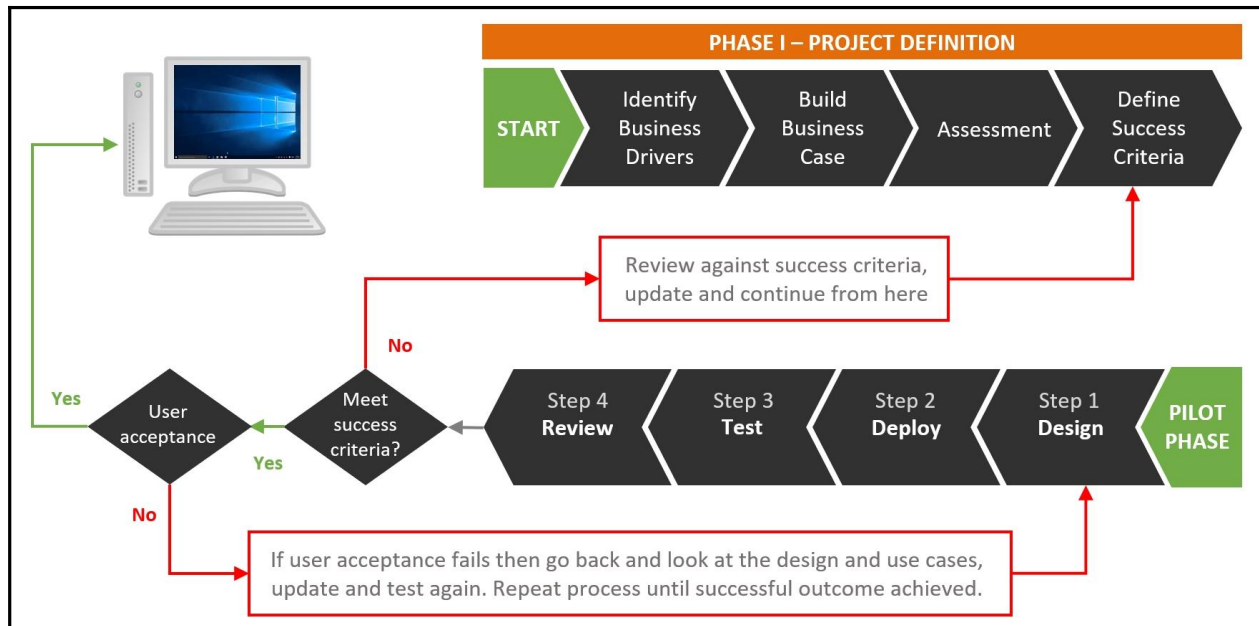 PHASE I – PROJECT DEFINITION
START
Identify
Business
Drivers
Build
Business
Case
Assessment
Define
Success
Criteria
Review against success criteria,
update and continue from here
No
Yes
User
acceptance
Meet
success
criteria?
Yes
Step 4
Review
Step 3
Test
Step 2
Deploy
Step 1
Design
PILOT
PHASE
No
If user acceptance fails then go back and look at the design and use cases,
update and test again. Repeat process until successful outcome achieved.